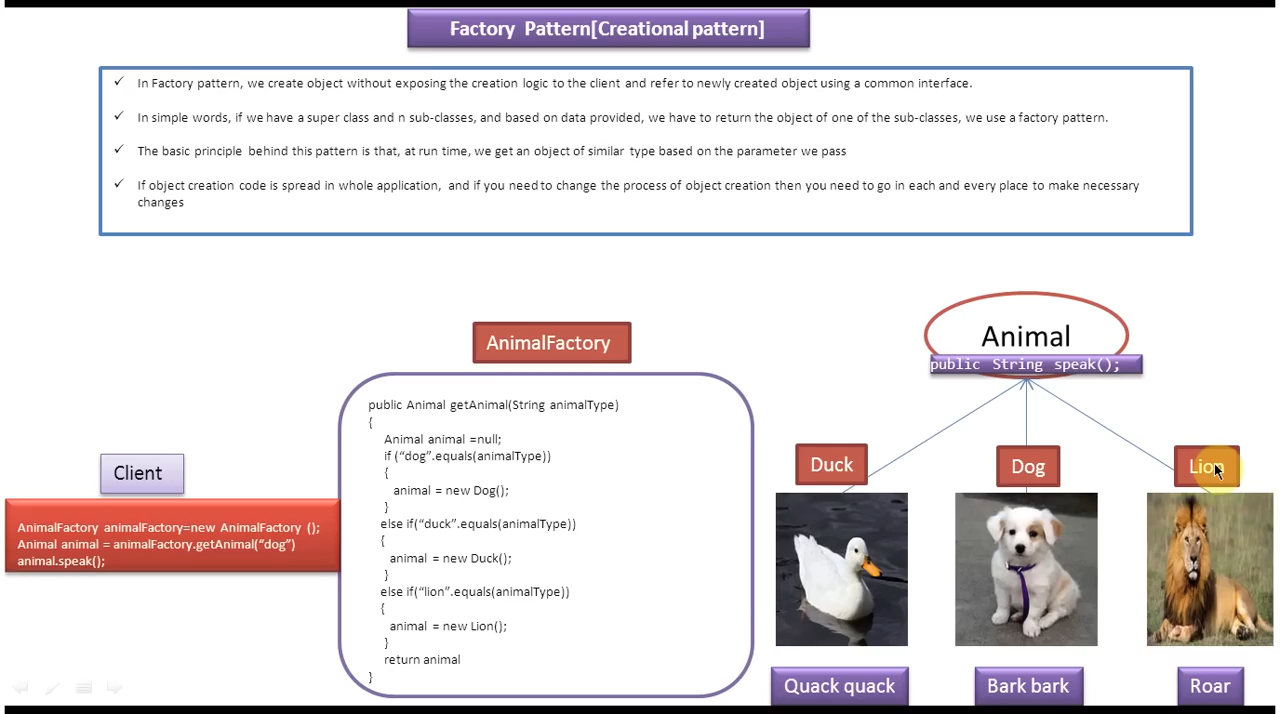 Factory Pattern[Creational pattern]
✓ In Factory pattern, we create object without exposing the creation logic to the client and refer to newly created object using a common interface.
✓ In simple words, if we have a super class and n sub-classes, and based on data provided, we have to return the object of one of the sub-classes, we use a factory pattern.
✓ The basic principle behind this pattern is that, at run time, we get an object of similar type based on the parameter we pass
✓ If object creation code is spread in whole application, and if you need to change the process of object creation then you need to go in each and every place to make necessary
changes
Client
AnimalFactory animalFactory=new AnimalFactory ();
Animal animal = animalFactory.getAnimal(“dog”)
animal.speak();
AnimalFactory
public Animal getAnimal(String animalType)
{
Animal animal =null;
if (“dog”.equals(animalType))
{
animal = new Dog();
}
else if(“duck”.equals(animalType))
{
animal = new Duck();
}
else if(“lion”.equals(animalType))
{
animal = new Lion();
}
return animal
}
Animal
public String speak();
Duck
Dog
Lion
Quack quack
Bark bark
Roar